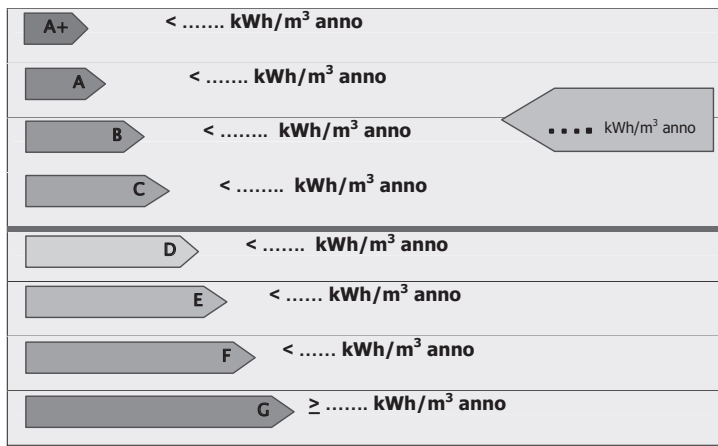 A+ < ....... kWh/m³ anno
A < ....... kWh/m³ anno
.... kWh/m³ anno
B < ........ kWh/m³ anno
C < ........ kWh/m³ anno
D < ....... kWh/m³ anno
E < ...... kWh/m³ anno
F < ...... kWh/m³ anno
G ≥ ....... kWh/m³ anno